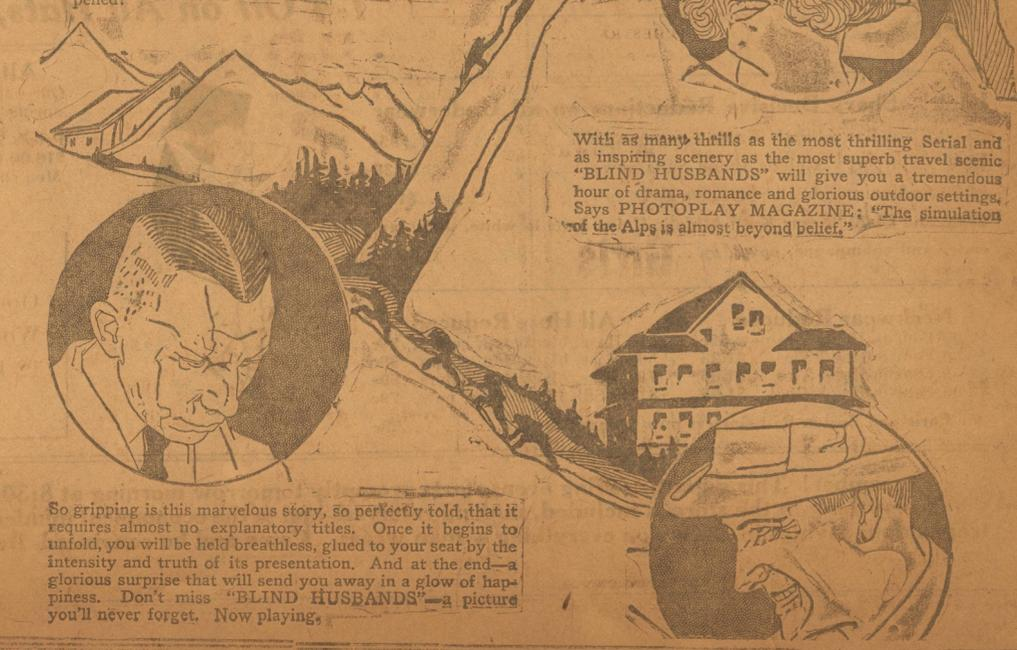 With as many thrills as the most thrilling Serial and
as inspiring scenery as the most superb travel scenic
"BLIND HUSBANDS" will give you a tremendous
hour of drama, romance and glorious outdoor settings.
Says PHOTOPLAY MAGAZINE: "The simulation
of the Alps is almost beyond belief."
So gripping is this marvelous story, so perfectly told, that it
requires almost no explanatory titles. Once it begins to
unfold, you will be held breathless, glued to your seat by the
intensity and truth of its presentation. And at the end—a
glorious surprise that will send you away in a glow of hap-
piness. Don't miss "BLIND HUSBANDS"—a picture
you'll never forget. Now playing.